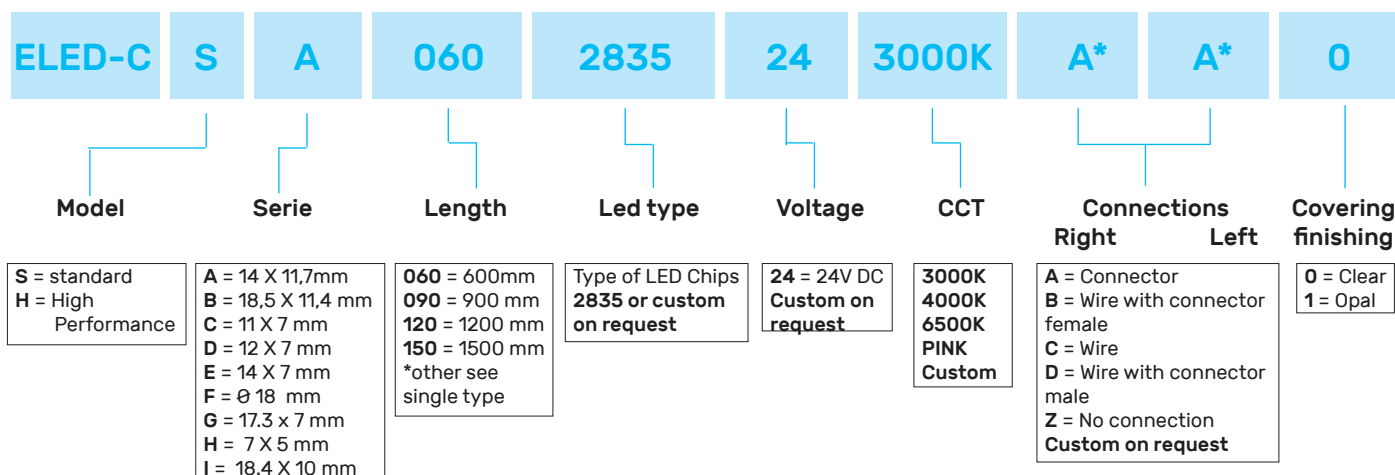 ELED-C S A 060 2835 24 3000K A* A* 0
Model Serie Length Led type Voltage CCT Connections Covering
Right Left finishing
S = standard
H = High
Performance
A = 14 X 11,7mm
B = 18,5 X 11,4 mm
C = 11 X 7 mm
D = 12 X 7 mm
E = 14 X 7 mm
F = Ø 18 mm
G = 17.3 x 7 mm
H = 7 X 5 mm
I = 18.4 X 10 mm
060 = 600mm
090 = 900 mm
120 = 1200 mm
150 = 1500 mm
*other see
single type
Type of LED Chips
2835 or custom
on request
24 = 24V DC
Custom on
request
3000K
4000K
6500K
PINK
Custom
A = Connector
B = Wire with connector
female
C = Wire
D = Wire with connector
male
Z = No connection
Custom on request
0 = Clear
1 = Opal